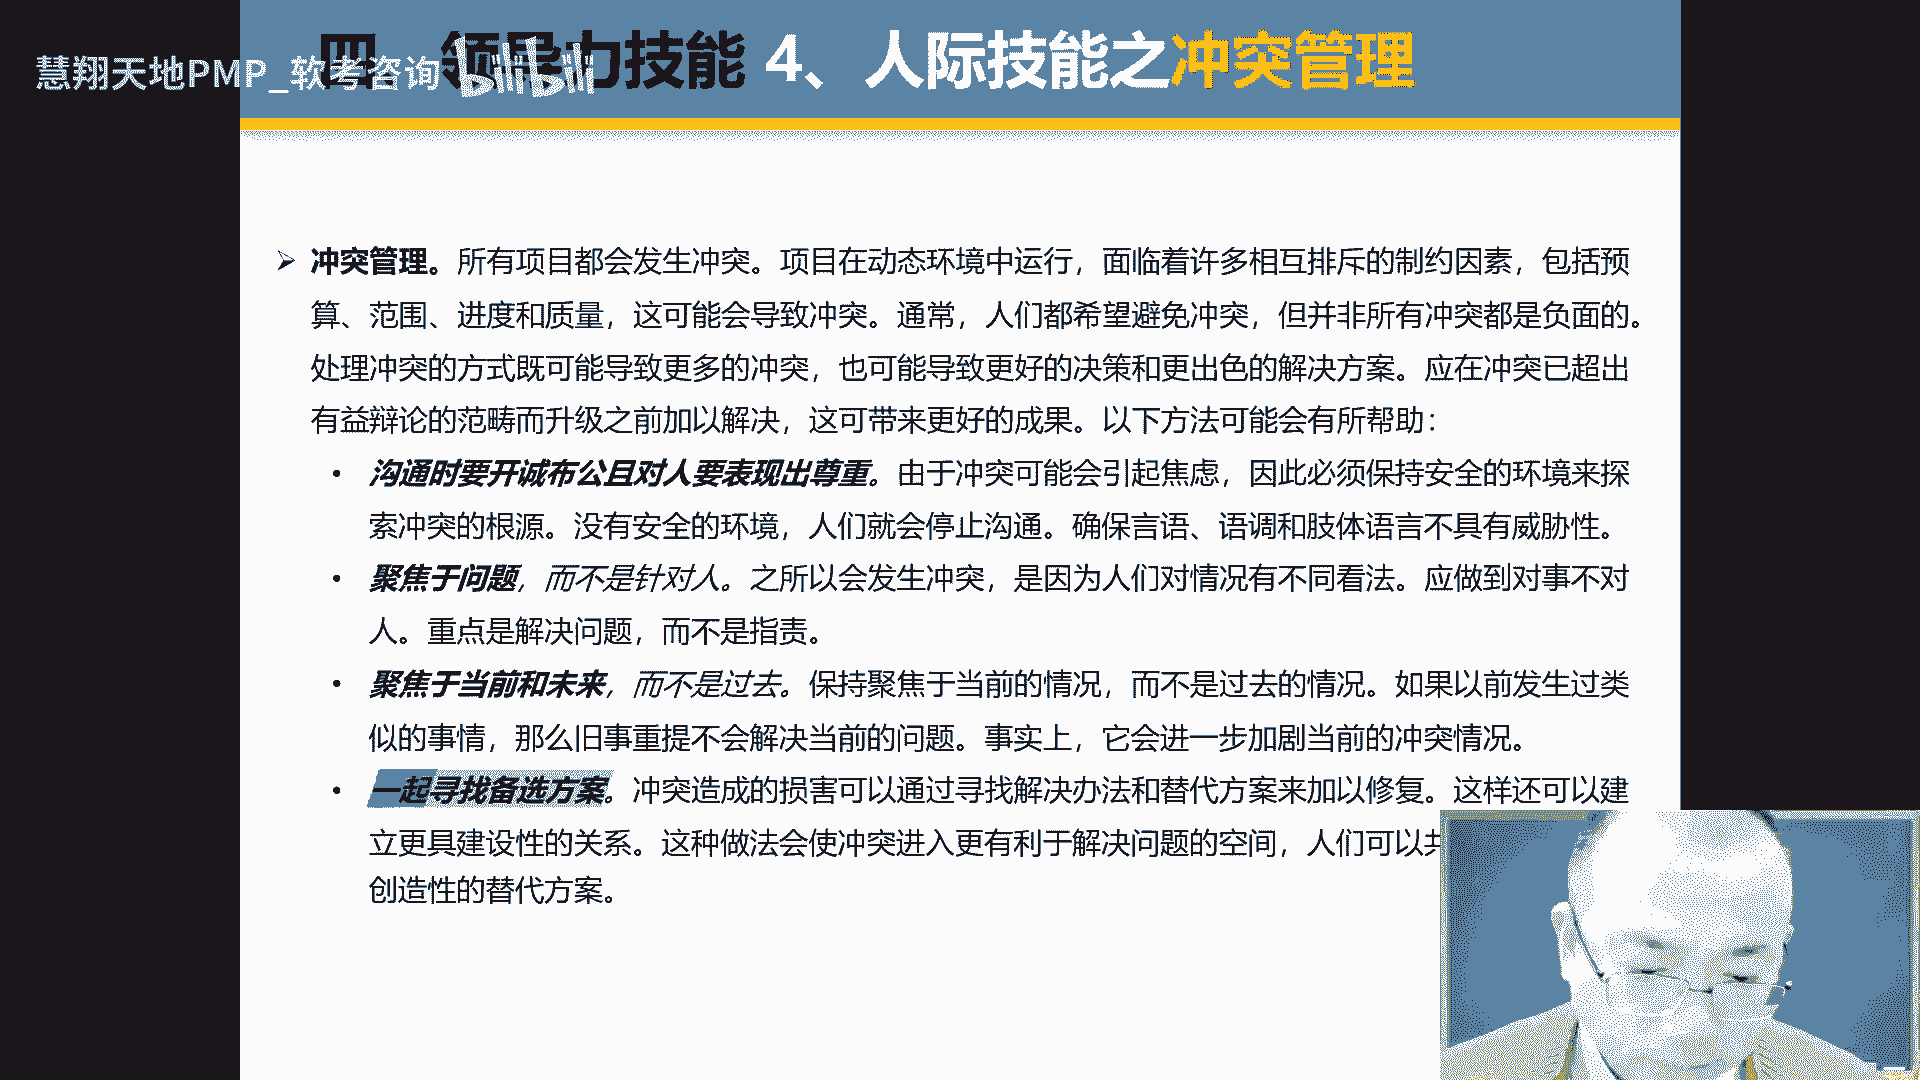 慧翔天地PMP_软考咨询 bilibili
四 领导力技能 4、人际技能之冲突管理
冲突管理。所有项目都会发生冲突。项目在动态环境中运行，面临着许多相互排斥的制约因素，包括预
算、范围、进度和质量，这可能会导致冲突。通常，人们都希望避免冲突，但并非所有冲突都是负面的。
处理冲突的方式既可能导致更多的冲突，也可能导致更好的决策和更出色的解决方案。应在冲突已超出
有益辩论的范畴而升级之前加以解决，这可带来更好的成果。以下方法可能会有所帮助：
• 沟通时要开诚布公且对人要表现出尊重。由于冲突可能会引起焦虑，因此必须保持安全的环境来探
索冲突的根源。没有安全的环境，人们就会停止沟通。确保言语、语调和肢体语言不具有威胁性。
• 聚焦于问题，而不是针对人。之所以会发生冲突，是因为人们对情况有不同看法。应做到对事不对
人。重点是解决问题，而不是指责。
• 聚焦于当前和未来，而不是过去。保持聚焦于当前的情况，而不是过去的情况。如果以前发生过类
似的事情，那么旧事重提不会解决当前的问题。事实上，它会进一步加剧当前的冲突情况。
• 一起寻找备选方案。冲突造成的损害可以通过寻找解决办法和替代方案来加以修复。这样还可以建
立更具建设性的关系。这种做法会使冲突进入更有利于解决问题的空间，人们可以
创造性的替代方案。